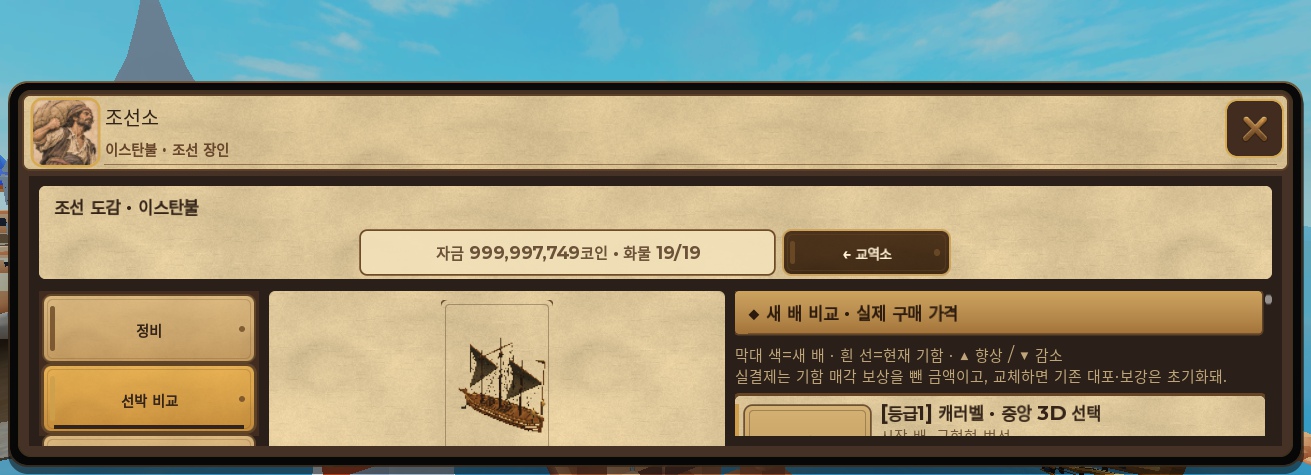 조선소
이스탄불 • 조선 장인
조선 도감 • 이스탄불
자금 999,997,749코인 • 화물 19/19
← 교역소
정비
선박 비교
◆ 새 배 비교 • 실제 구매 가격
막대 색=새 배 · 흰 선=현재 기함 · ▲ 향상 / ▼ 감소
실결제는 기함 매각 보상을 뺀 금액이고, 교체하면 기존 대포·보강은 초기화돼.
[등급1] 캐러벨 • 중앙 3D 선택